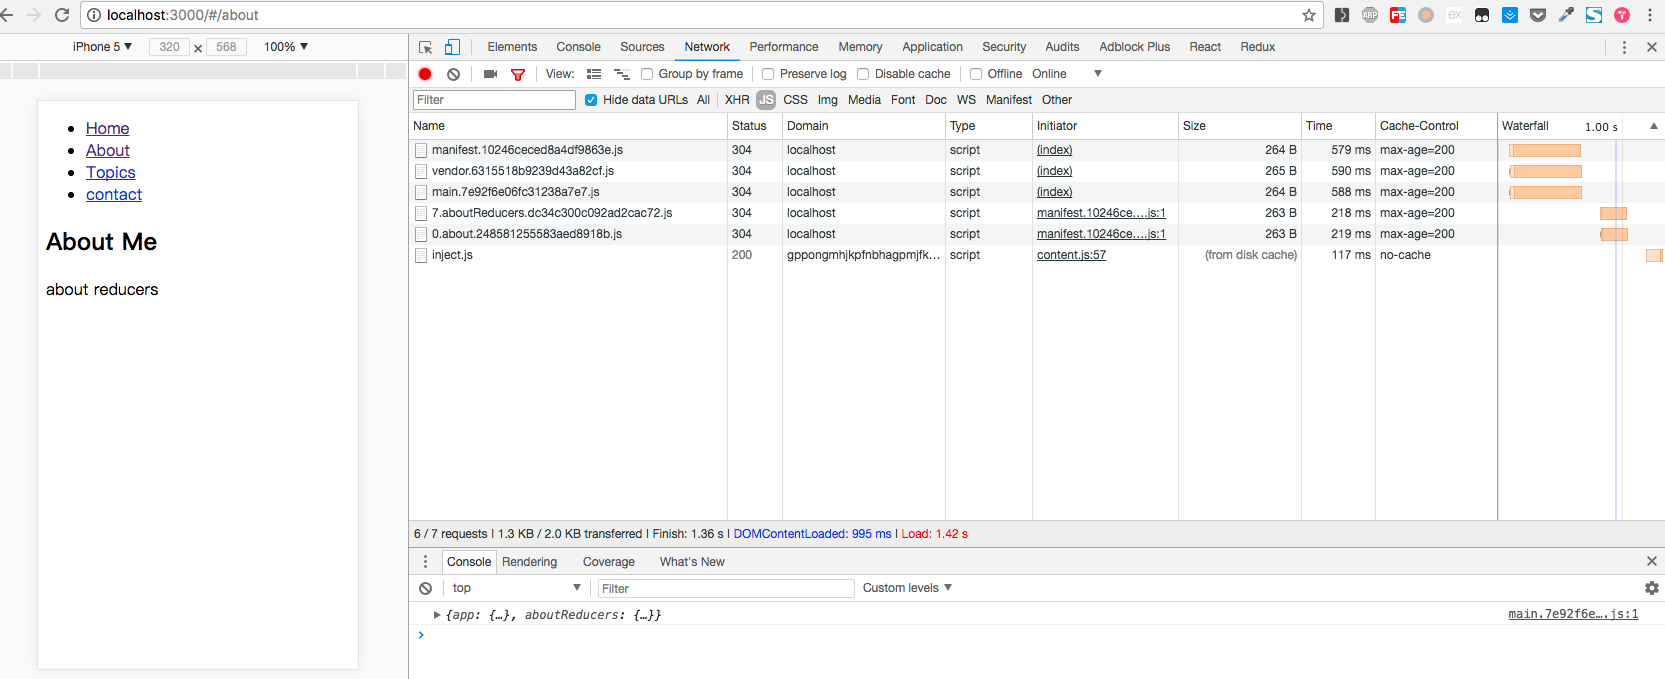 localhost:3000/#/about
ABP FE ex
iPhone 5 ▼ 320 × 568 100% ▼
Home
About
Topics
contact
About Me
about reducers
Elements Console Sources Network Performance Memory Application Security Audits Adblock Plus React Redux
View: Group by frame Preserve log Disable cache Offline Online ▼
Filter Hide data URLs All XHR JS CSS Img Media Font Doc WS Manifest Other
Name Status Domain Type Initiator Size Time Cache-Control Waterfall 1.00 s ▲
manifest.10246ceced8a4df9863e.js 304 localhost script (index) 264 B 579 ms max-age=200
vendor.6315518b9239d43a82cf.js 304 localhost script (index) 265 B 590 ms max-age=200
main.7e92f6e06fc31238a7e7.js 304 localhost script (index) 264 B 588 ms max-age=200
7.aboutReducers.dc34c300c092ad2cac72.js 304 localhost script manifest.10246ce….js:1 263 B 218 ms max-age=200
0.about.248581255583aed8918b.js 304 localhost script manifest.10246ce….js:1 263 B 219 ms max-age=200
inject.js 200 gppongmhjkpfnbhagpmjfk… script content.js:57 (from disk cache) 117 ms no-cache
6 / 7 requests I 1.3 KB / 2.0 KB transferred I Finish: 1.36 s I DOMContentLoaded: 995 ms I Load: 1.42 s
Console Rendering Coverage What's New
top ▼ Filter Custom levels ▼
▶ {app: {…}, aboutReducers: {…}} main.7e92f6e….js:1